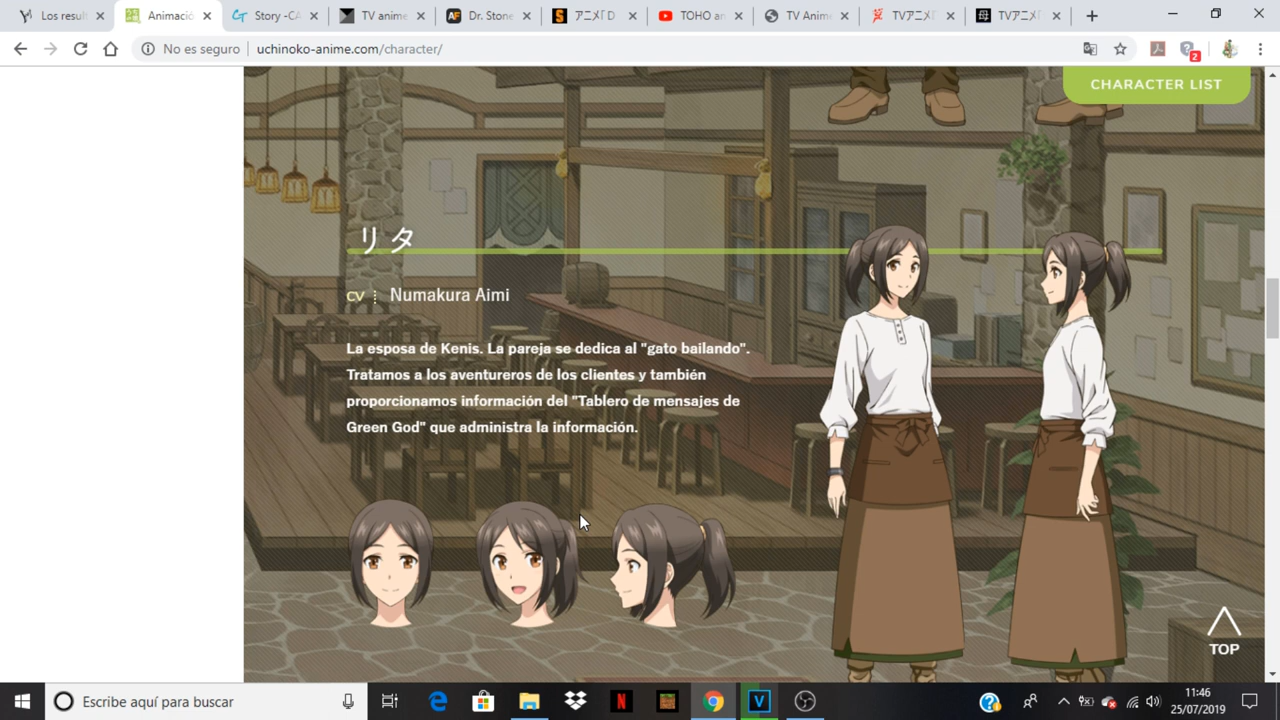 Los result
Animació
Story - CA
TV anime
Dr. Stone
アニメ「D
TOHO an
TV Anim
TVアニメ「
TVアニメ「
No es seguro
uchinoko-anime.com/character/
2
CHARACTER LIST
リタ
CV Numakura Aimi
La esposa de Kenis. La pareja se dedica al "gato bailando".
Tratamos a los aventureros de los clientes y también
proporcionamos información del "Tablero de mensajes de
Green God" que administra la información.
TOP
Escribe aquí para buscar
11:46
25/07/2019